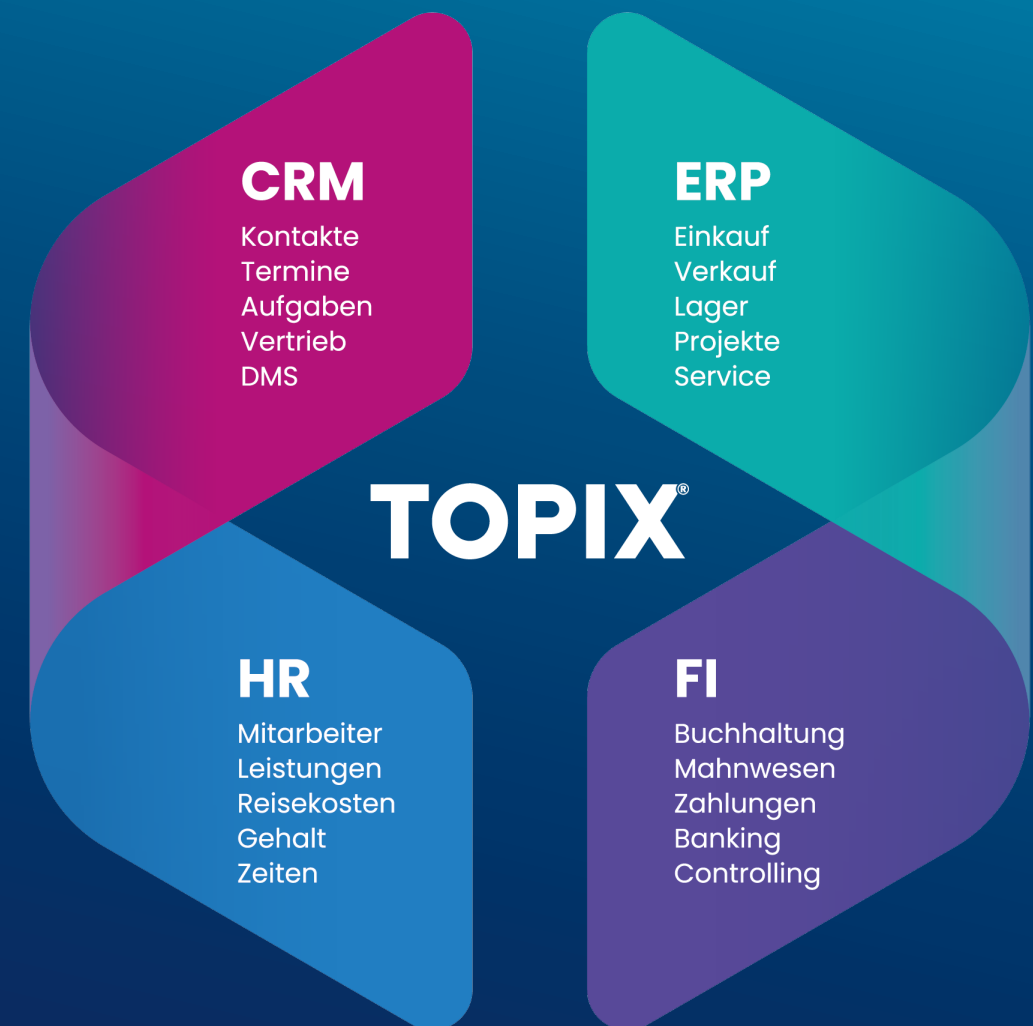 CRM
Kontakte
Termine
Aufgaben
Vertrieb
DMS
ERP
Einkauf
Verkauf
Lager
Projekte
Service
TOPIX®
HR
Mitarbeiter
Leistungen
Reisekosten
Gehalt
Zeiten
FI
Buchhaltung
Mahnwesen
Zahlungen
Banking
Controlling